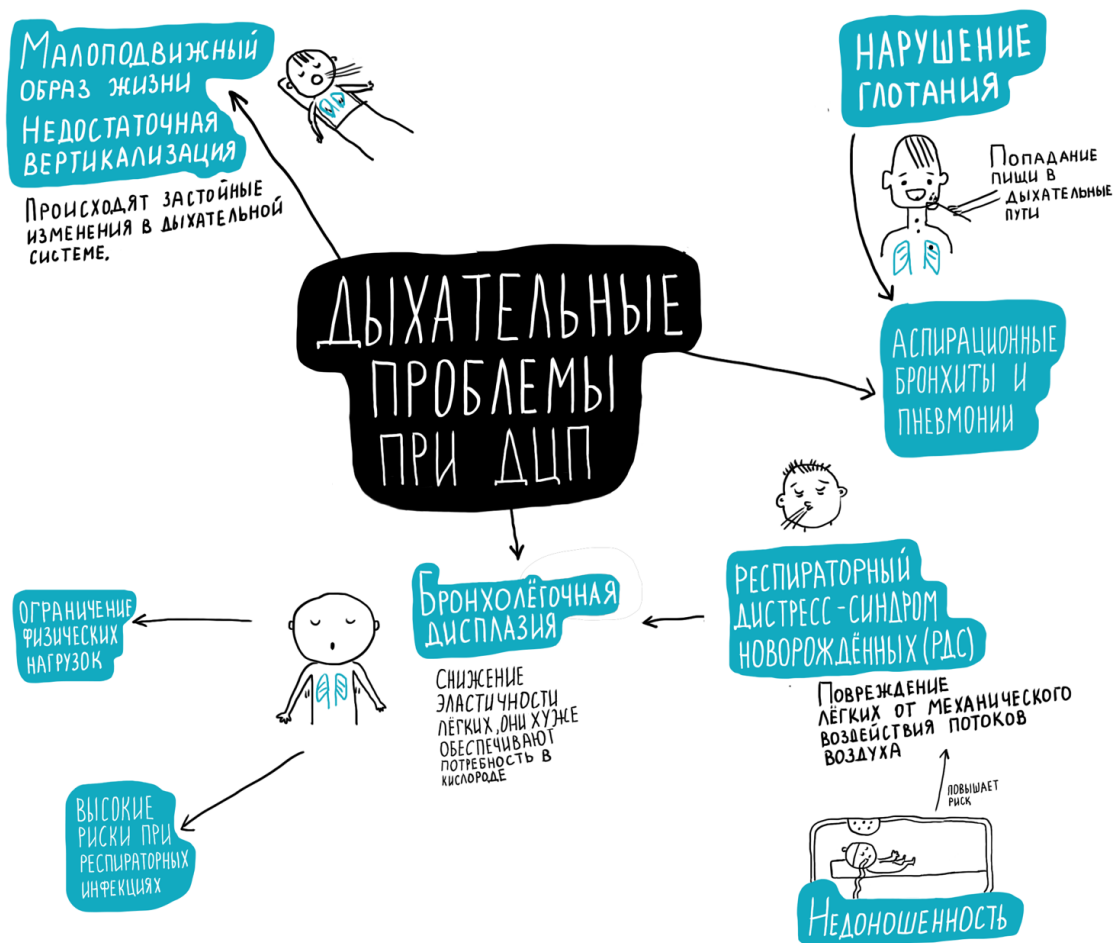 Малоподвижный
образ жизни
Недостаточная
вертикализация
Происходят застойные
изменения в дыхательной
системе.
Нарушение
глотания
Попадание
пищи в
дыхательные
пути
Дыхательные
проблемы
при ДЦП
Аспирационные
бронхиты и
пневмонии
Бронхолёгочная
дисплазия
Снижение
эластичности
лёгких, они хуже
обеспечивают
потребность в
кислороде
Респираторный
дистресс-синдром
новорождённых (РДС)
Повреждение
лёгких от механического
воздействия потоков
воздуха
повышает
риск
Недоношенность
Ограничение
физических
нагрузок
Высокие
риски при
респираторных
инфекциях